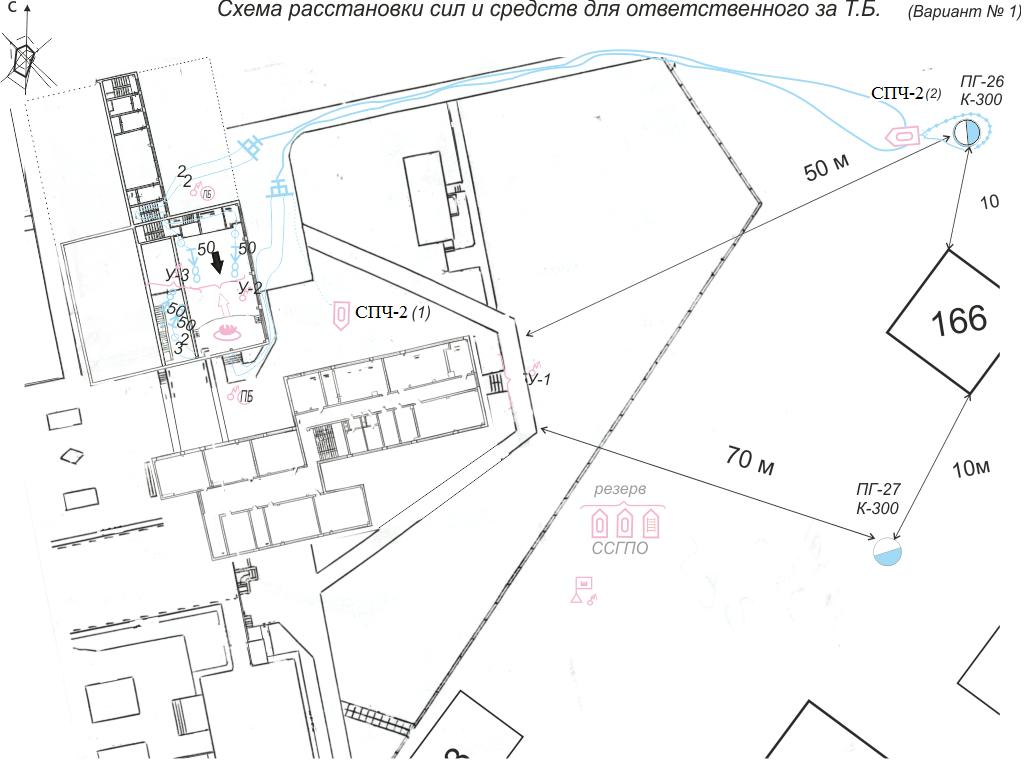 С
Схема расстановки сил и средств для ответственного за Т.Б. (Вариант № 1)
ПГ-26
К-300
СПЧ-2 (2)
50 м
10
2
2
ПБ
50
50
У-3
У-2
СПЧ-2 (1)
50
50
2
3
166
У-1
ПБ
70 м
10м
ПГ-27
К-300
резерв
ССГПО